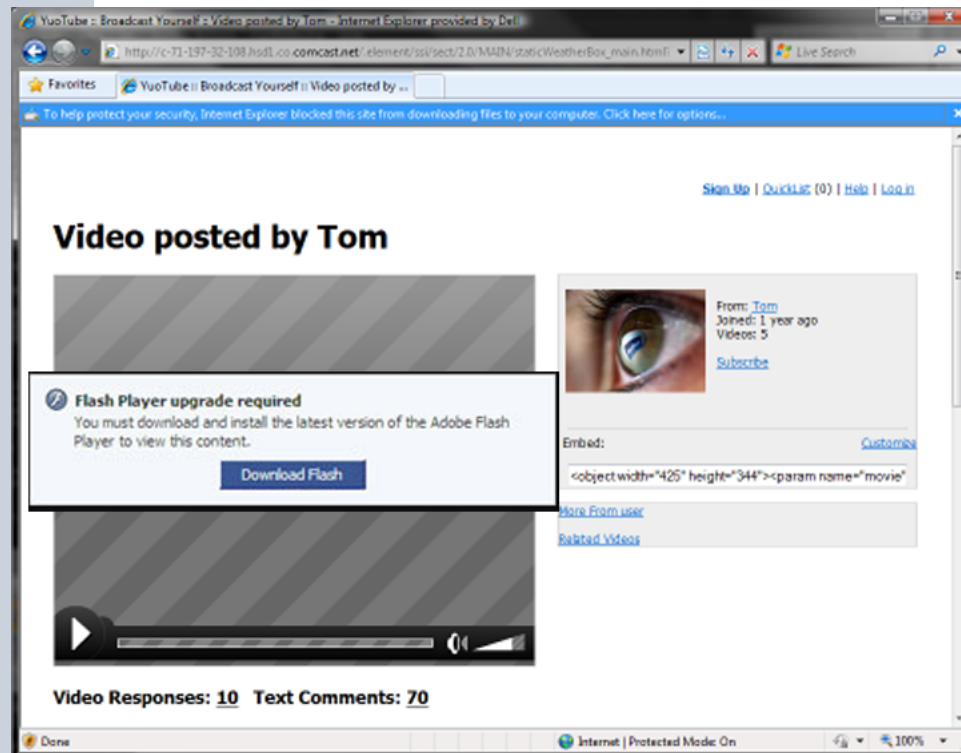 YuoTube :: Broadcast Yourself :: Video posted by Tom - Internet Explorer provided by Dell
http://c-71-197-32-108.hsd1.co.comcast.net/.element/ssi/sect/2.0/MAIN/staticWeatherBox_main.html?
Live Search
Favorites
YuoTube :: Broadcast Yourself :: Video posted by ...
To help protect your security, Internet Explorer blocked this site from downloading files to your computer. Click here for options...
Sign Up | QuickList (0) | Help | Log in
Video posted by Tom
From: Tom
Joined: 1 year ago
Videos: 5
Subscribe
Flash Player upgrade required
You must download and install the latest version of the Adobe Flash
Player to view this content.
Download Flash
Embed:
Customize
<object width="425" height="344"><param name="movie"
More From user
Related Videos
Video Responses: 10 Text Comments: 70
Done
Internet | Protected Mode: On
100%